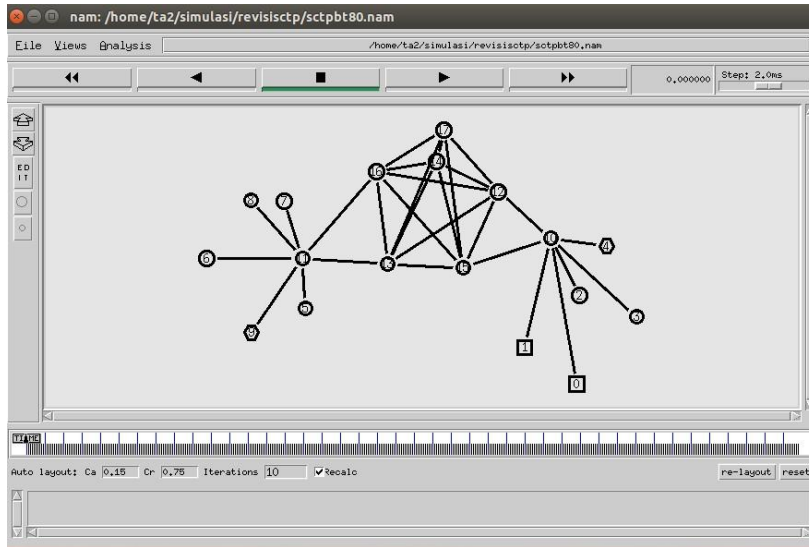 nam: /home/ta2/simulasi/revisisctp/sctpbt80.nam
File Views Analysis /home/ta2/simulasi/revisisctp/sctpbt80.nam
0.000000 Step: 2.0ms
ED
IT
17
14
16
12
8 7
10
4
6 11
13 15
2
5
3
9
1
0
TIME
Auto layout: Ca 0.15 Cr 0.75 Iterations 10 Recalc re-layout reset